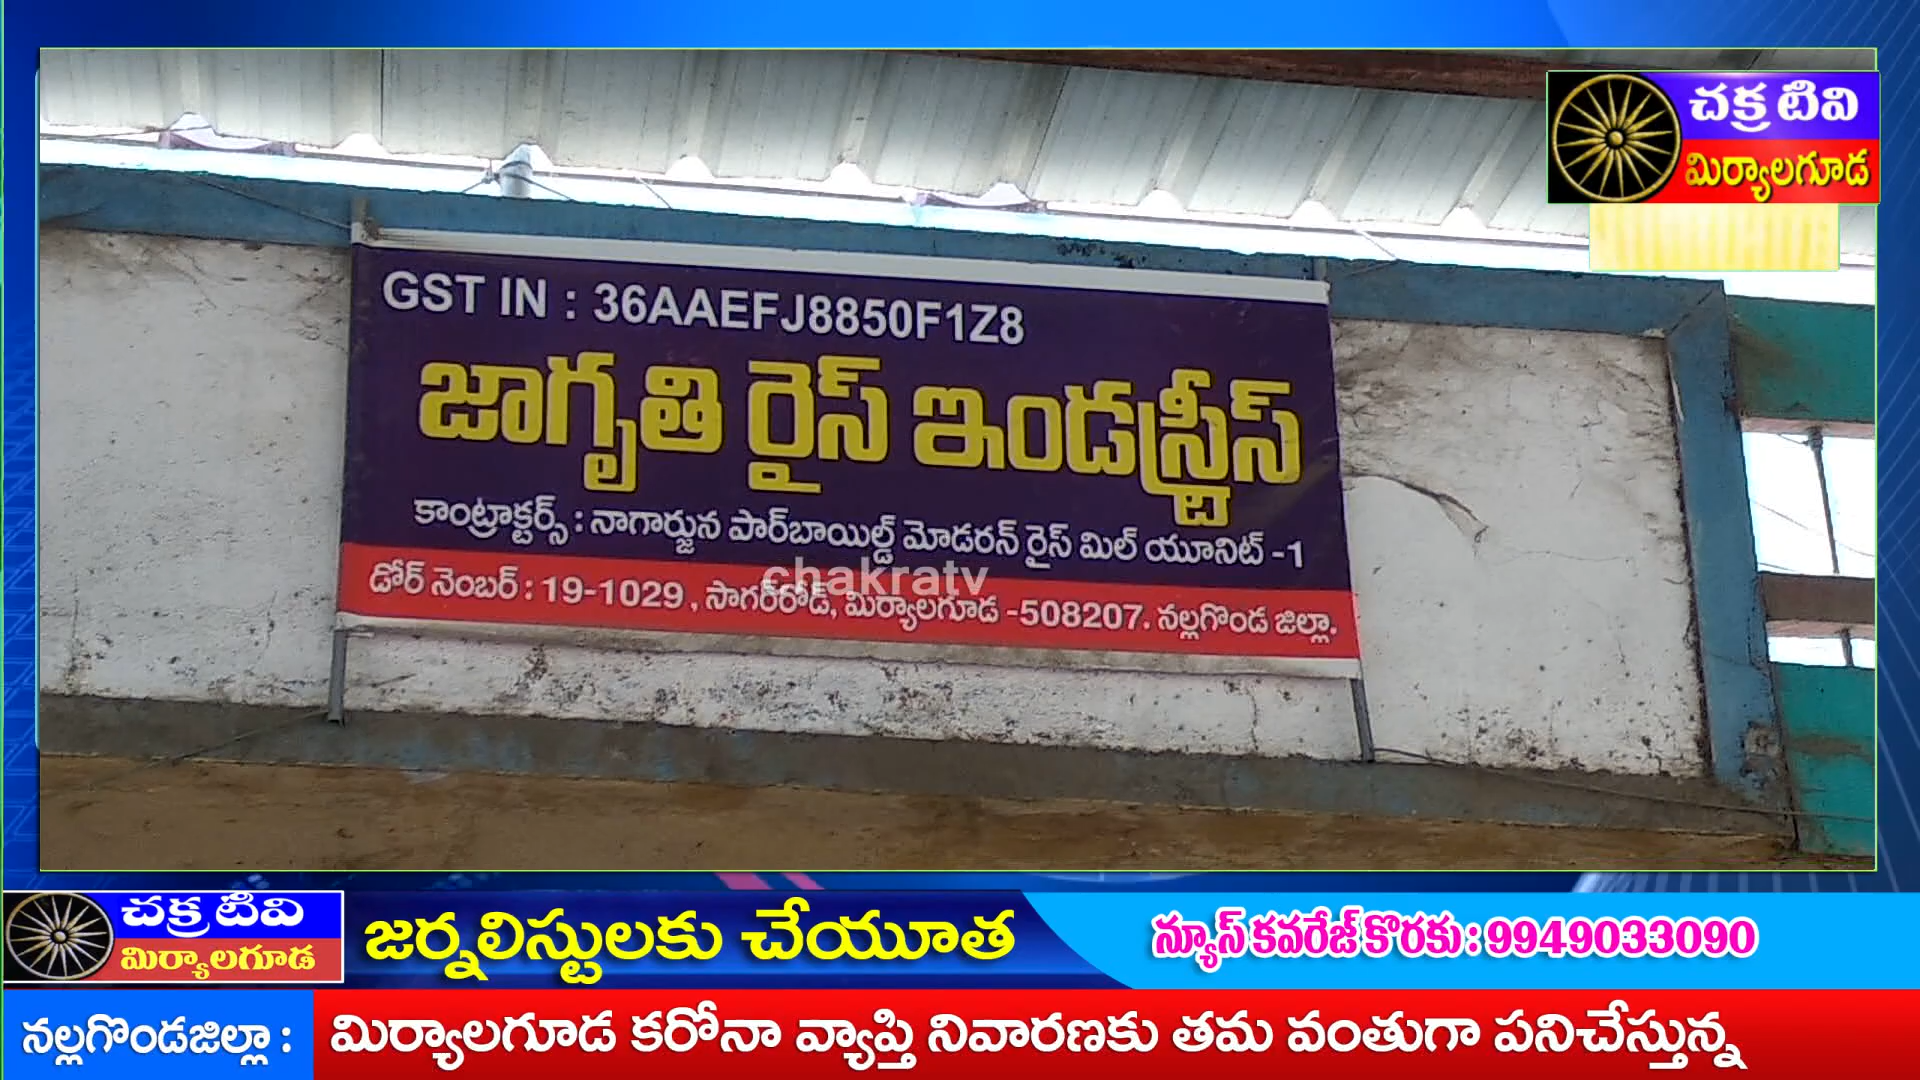 చక్ర టివి
మిర్యాలగూడ
GST IN : 36AAEFJ8850F1Z8
జాగృతి రైస్ ఇండస్ట్రీస్
కాంట్రాక్టర్స్ : నాగార్జున పార్‌బాయిల్డ్ మోడరన్ రైస్ మిల్ యూనిట్ -1
డోర్ నెంబర్ : 19-1029 , సాగర్‌రోడ్, మిర్యాలగూడ -508207. నల్లగొండ జిల్లా.
chakratv
చక్ర టివి
మిర్యాలగూడ
జర్నలిస్టులకు చేయూత
న్యూస్ కవరేజ్ కొరకు : 9949033090
నల్లగొండజిల్లా :
మిర్యాలగూడ కరోనా వ్యాప్తి నివారణకు తమ వంతుగా పనిచేస్తున్న